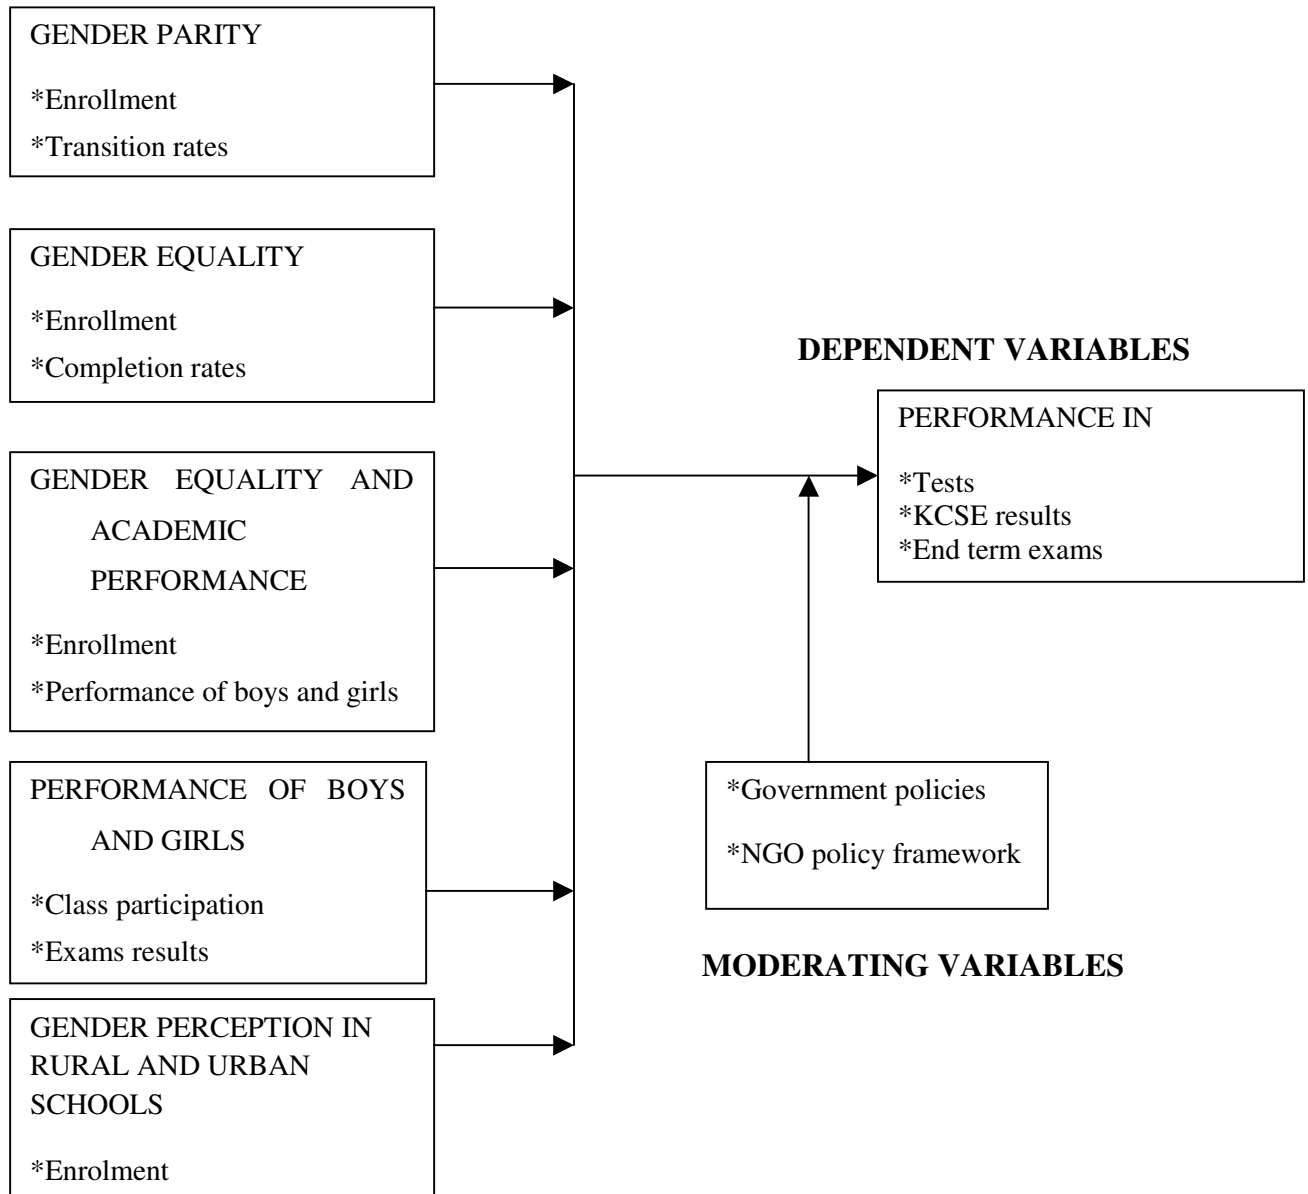 GENDER PARITY
*Enrollment
*Transition rates
GENDER EQUALITY
*Enrollment
*Completion rates
GENDER EQUALITY AND
ACADEMIC
PERFORMANCE
*Enrollment
*Performance of boys and girls
PERFORMANCE OF BOYS
AND GIRLS
*Class participation
*Exams results
GENDER PERCEPTION IN
RURAL AND URBAN
SCHOOLS
*Enrolment
DEPENDENT VARIABLES
PERFORMANCE IN
*Tests
*KCSE results
*End term exams
*Government policies
*NGO policy framework
MODERATING VARIABLES